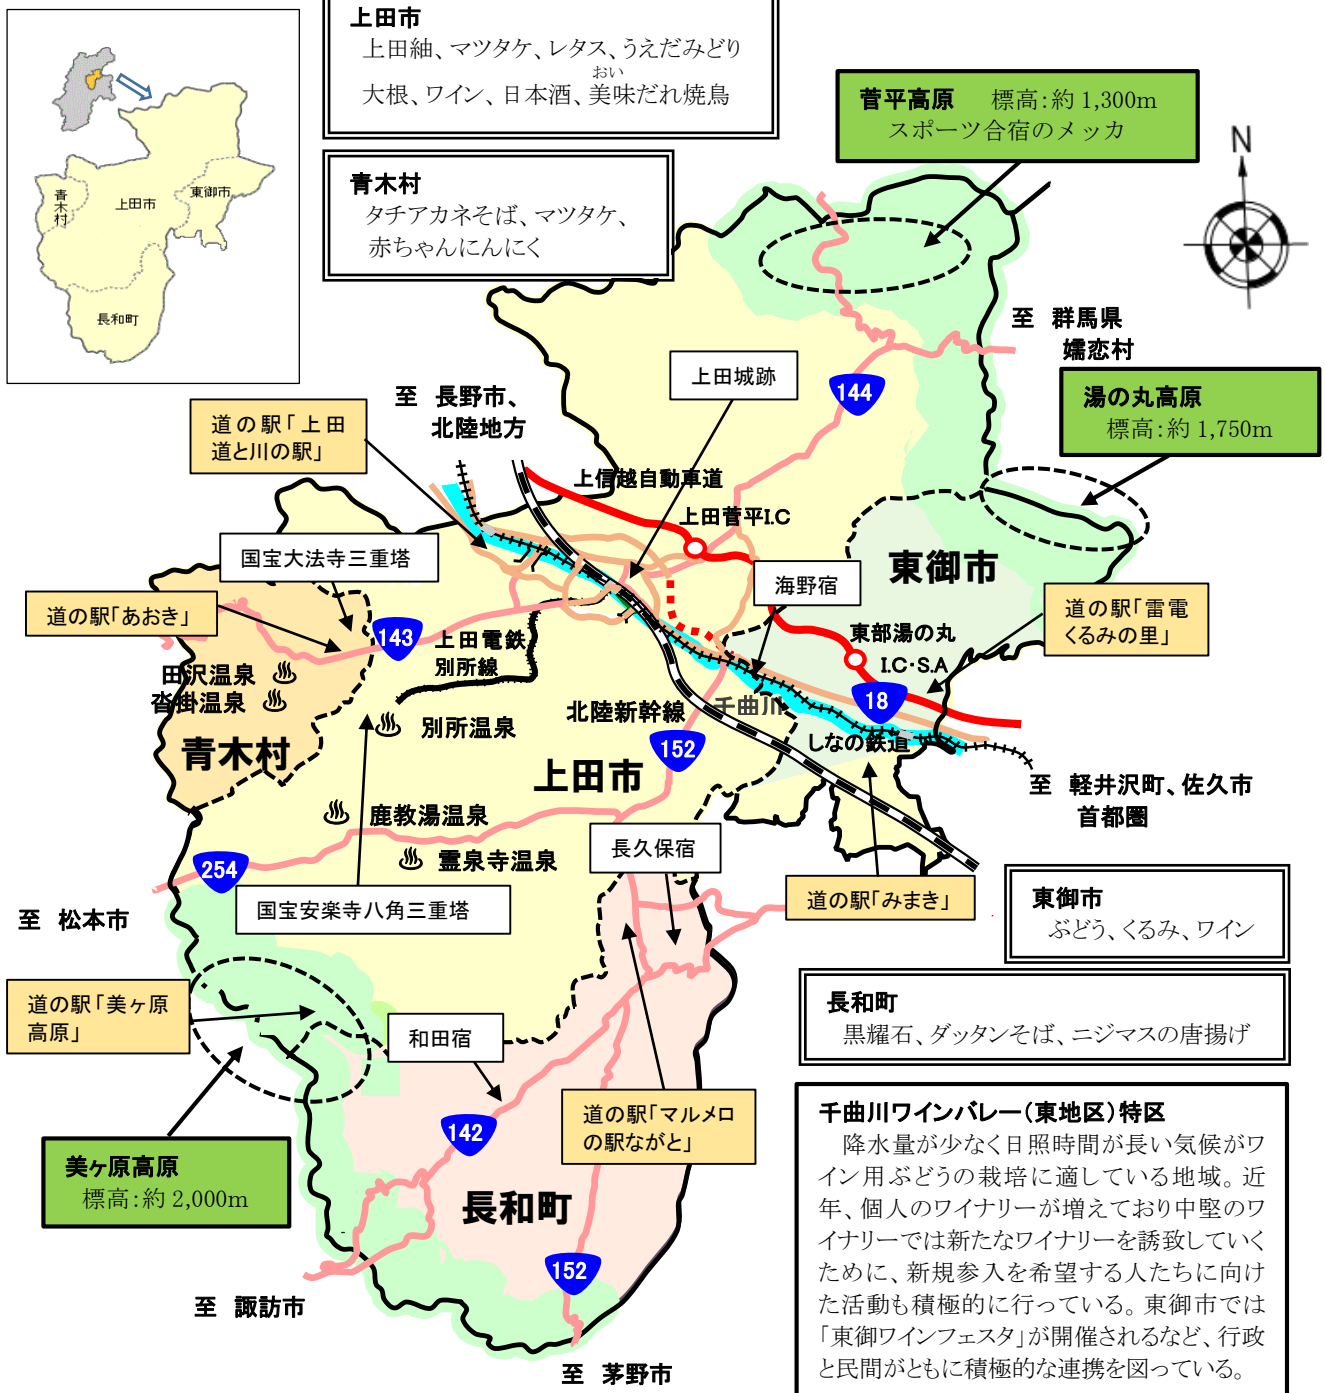 上田市
上田紬、マツタケ、レタス、うえだみどり
おい
大根、ワイン、日本酒、美味だれ焼鳥
青木村
タチアカネそば、マツタケ、
赤ちゃんにんにく
菅平高原 標高：約 1,300m
スポーツ合宿のメッカ
N
青木村
上田市
東御市
長和町
至 群馬県
嬬恋村
湯の丸高原
標高：約 1,750m
上田城跡
144
至 長野市、
北陸地方
道の駅「上田
道と川の駅」
上信越自動車道
上田菅平I.C
国宝大法寺三重塔
海野宿
東御市
道の駅「あおき」
143
上田電鉄
別所線
東部湯の丸
I.C・S.A
道の駅「雷電
くるみの里」
田沢温泉
沓掛温泉
別所温泉
北陸新幹線
千曲川
18
青木村
上田市
152
しなの鉄道
至 軽井沢町、佐久市
首都圏
鹿教湯温泉
霊泉寺温泉
長久保宿
254
国宝安楽寺八角三重塔
道の駅「みまき」
至 松本市
東御市
ぶどう、くるみ、ワイン
道の駅「美ヶ原
高原」
和田宿
長和町
黒耀石、ダッタンそば、ニジマスの唐揚げ
142
道の駅「マルメロ
の駅ながと」
美ヶ原高原
標高：約 2,000m
長和町
152
至 諏訪市
至 茅野市
千曲川ワインバレー（東地区）特区
降水量が少なく日照時間が長い気候がワ
イン用ぶどうの栽培に適している地域。近
年、個人のワイナリーが増えており中堅のワ
イナリーでは新たなワイナリーを誘致していく
ために、新規参入を希望する人たちに向け
た活動も積極的に行っている。東御市では
「東御ワインフェスタ」が開催されるなど、行政
と民間がともに積極的な連携を図っている。